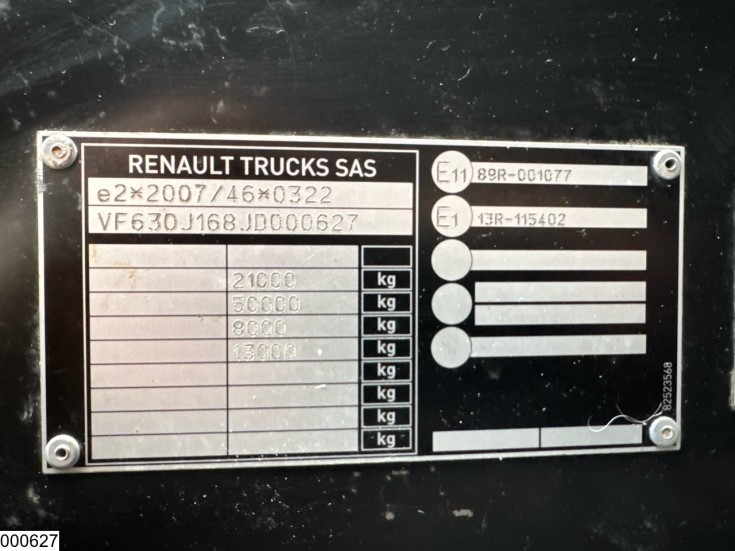 RENAULT TRUCKS SAS
e2*2007/46*0322
VF630J168JD000627
21000 kg
50000 kg
8000 kg
13000 kg
kg
kg
kg
kg
E11 89R-001077
E1 13R-115402
82523568
000627